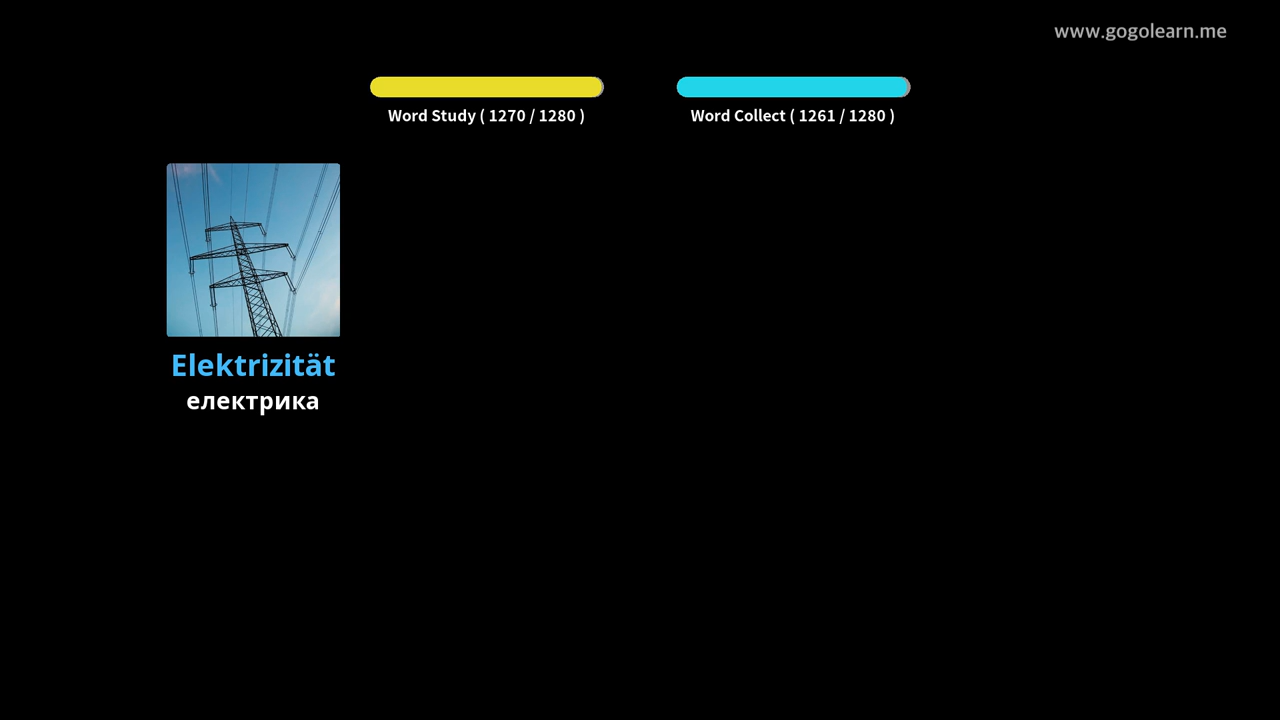 www.gogolearn.me
Word Study ( 1270 / 1280 )
Word Collect ( 1261 / 1280 )
Elektrizität
електрика